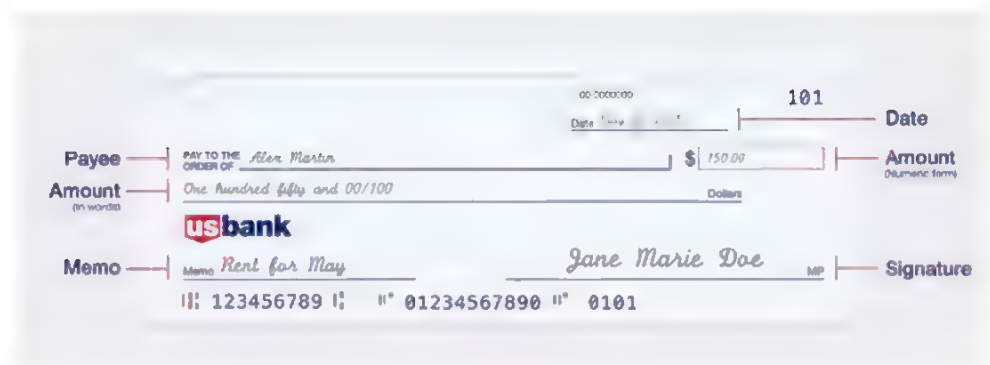 101
Date
Date
Payee PAY TO THE ORDER OF Alex Martin $ 150.00 Amount
(Numeric form)
Amount One hundred fifty and 00/100 Dollars
(in words)
usbank
Memo Memo Rent for May Jane Marie Doe MP Signature
⑆ 123456789 ⑆ ⑈ 01234567890 ⑈ 0101